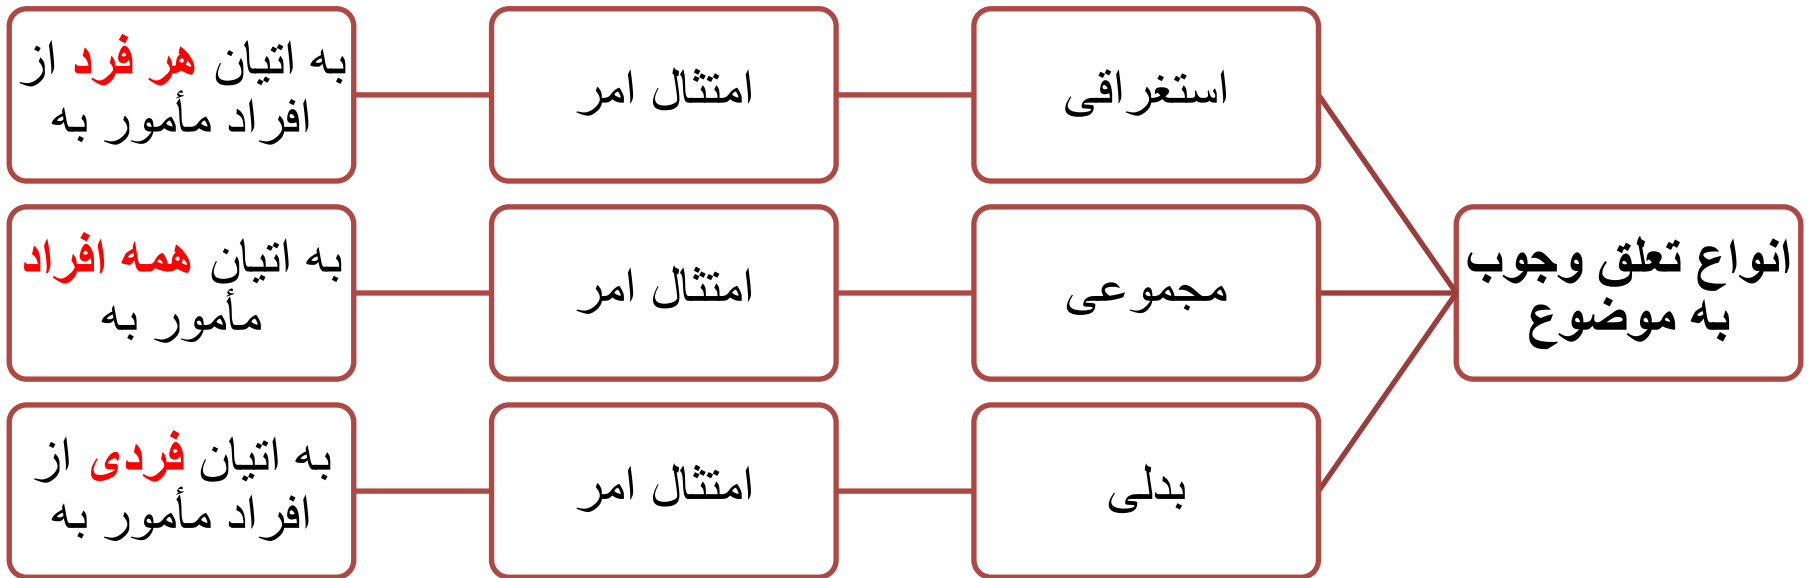 انواع تعلق وجوب
به موضوع
استغراقی
امتثال امر
به اتیان هر فرد از
افراد مأمور به
مجموعی
امتثال امر
به اتیان همه افراد
مأمور به
بدلی
امتثال امر
به اتیان فردی از
افراد مأمور به